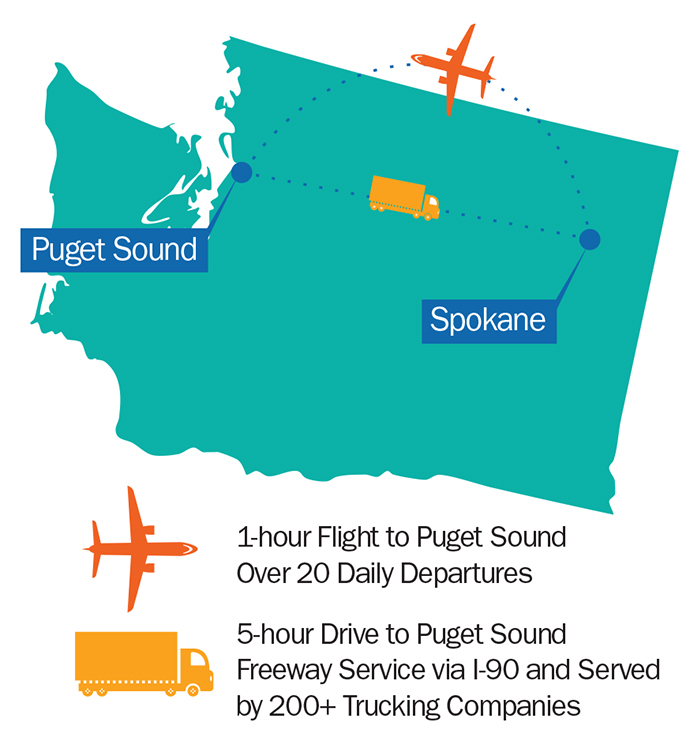 Puget Sound
Spokane
1-hour Flight to Puget Sound
Over 20 Daily Departures
5-hour Drive to Puget Sound
Freeway Service via I-90 and Served
by 200+ Trucking Companies